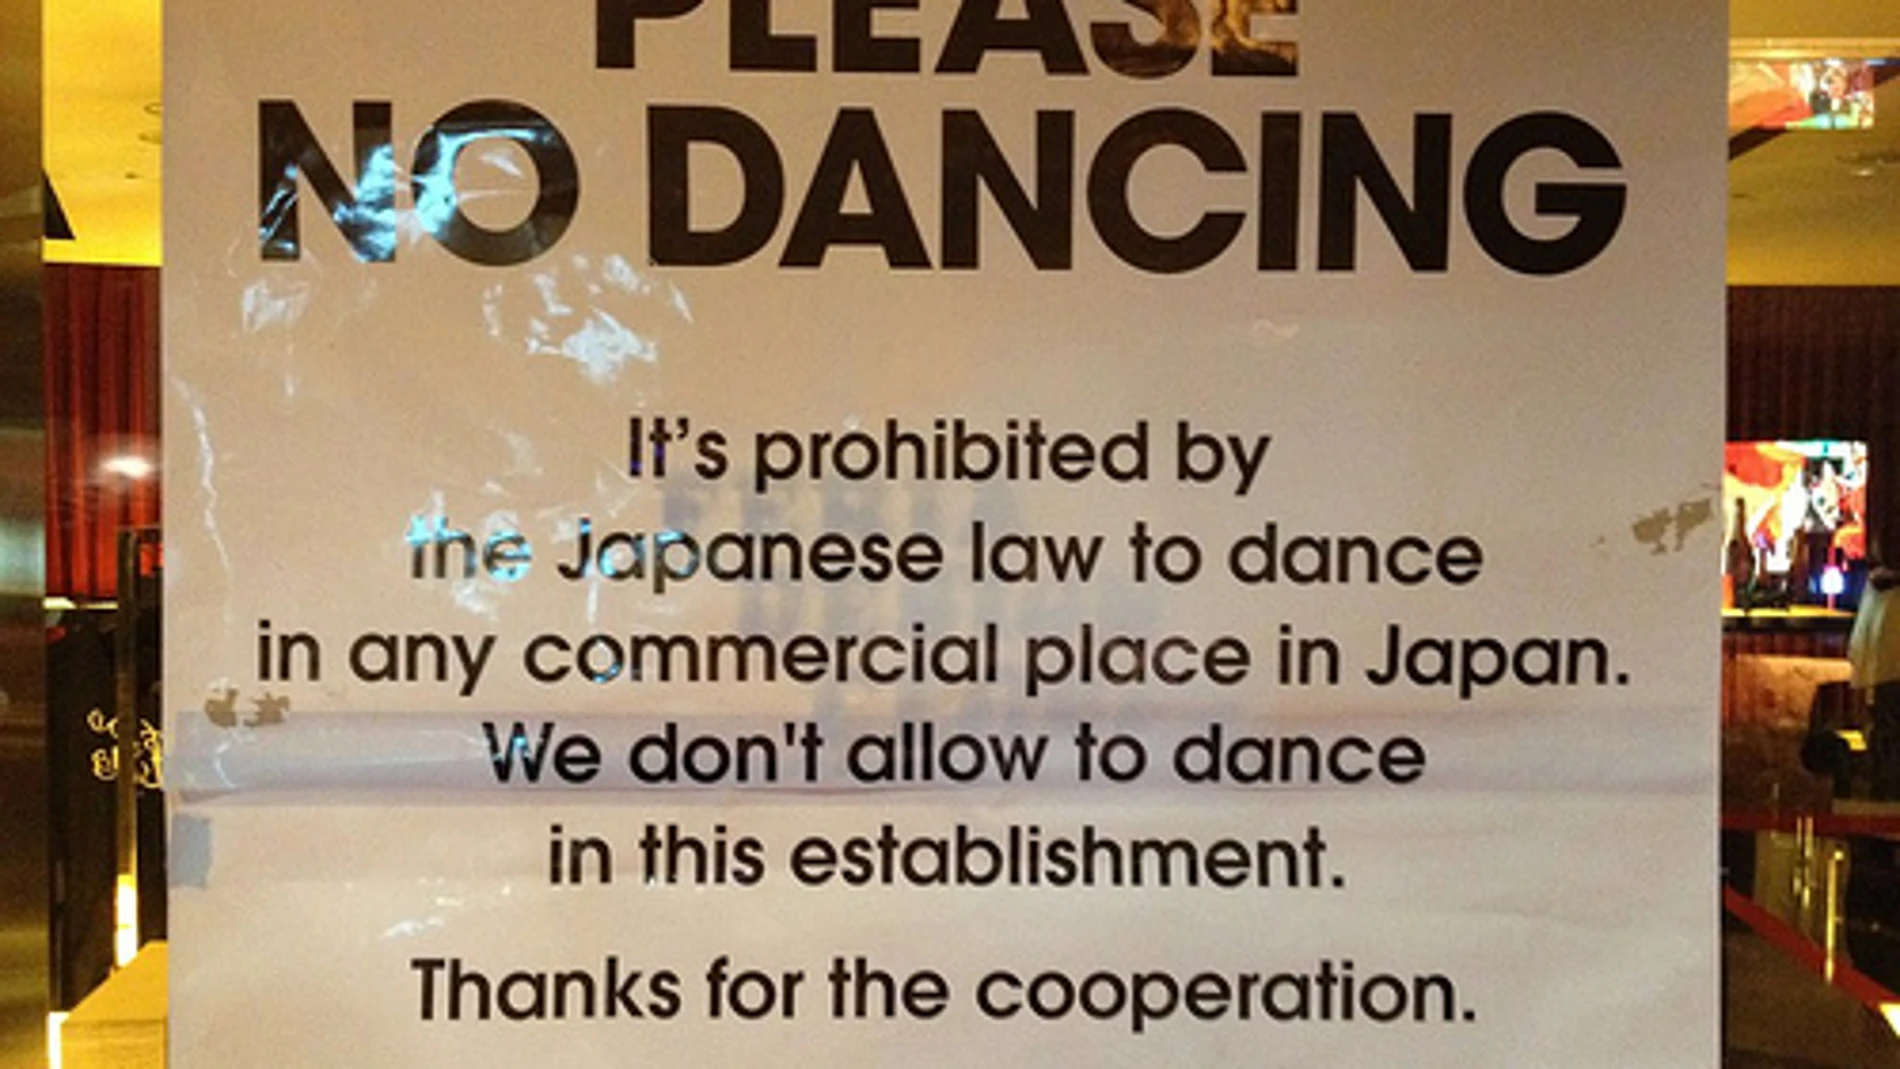 PLEASE
NO DANCING
It's prohibited by
the Japanese law to dance
in any commercial place in Japan.
We don't allow to dance
in this establishment.
Thanks for the cooperation.